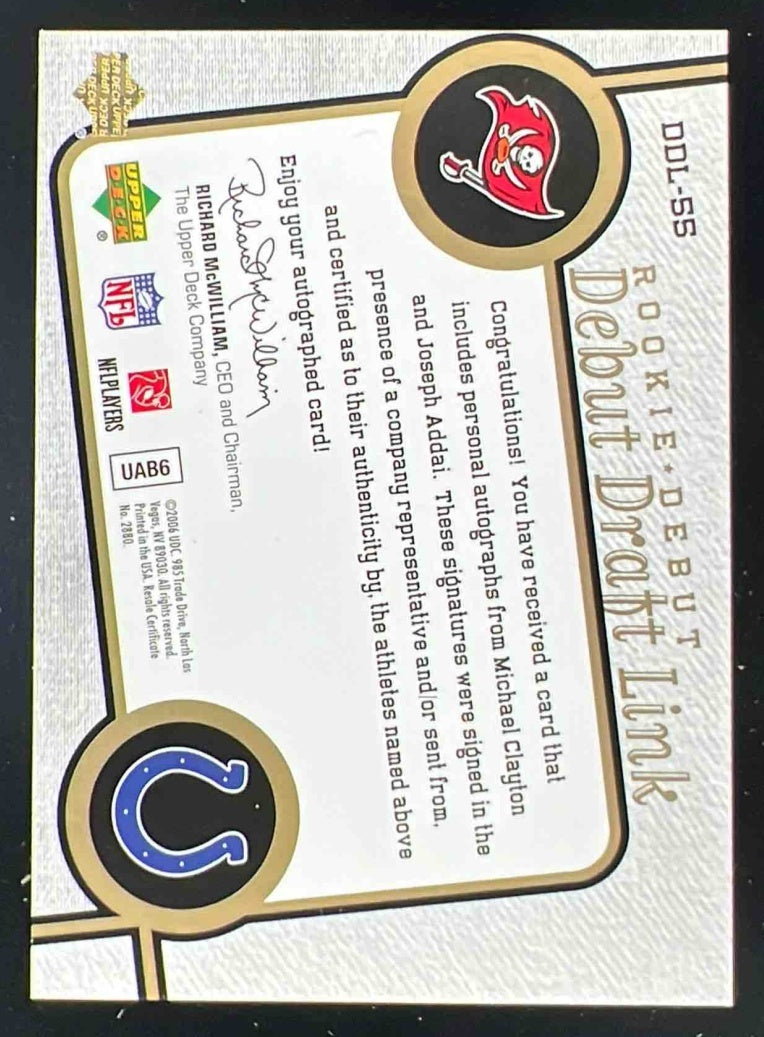 DDL-55
ROOKIE★DEBUT
Debut Draft Link
Congratulations! You have received a card that
includes personal autographs from Michael Clayton
and Joseph Addai. These signatures were signed in the
presence of a company representative and/or sent from,
and certified as to their authenticity by, the athletes named above
Enjoy your autographed card!
Richard McWilliam
RICHARD McWILLIAM, CEO and Chairman,
The Upper Deck Company
UPPER
DECK
®
NFL
NFLPLAYERS
UAB6
©2006 UDC. 985 Trade Drive, North Las
Vegas, NV 89030. All rights reserved.
Printed in the USA. Resale Certificate
No. 2880.